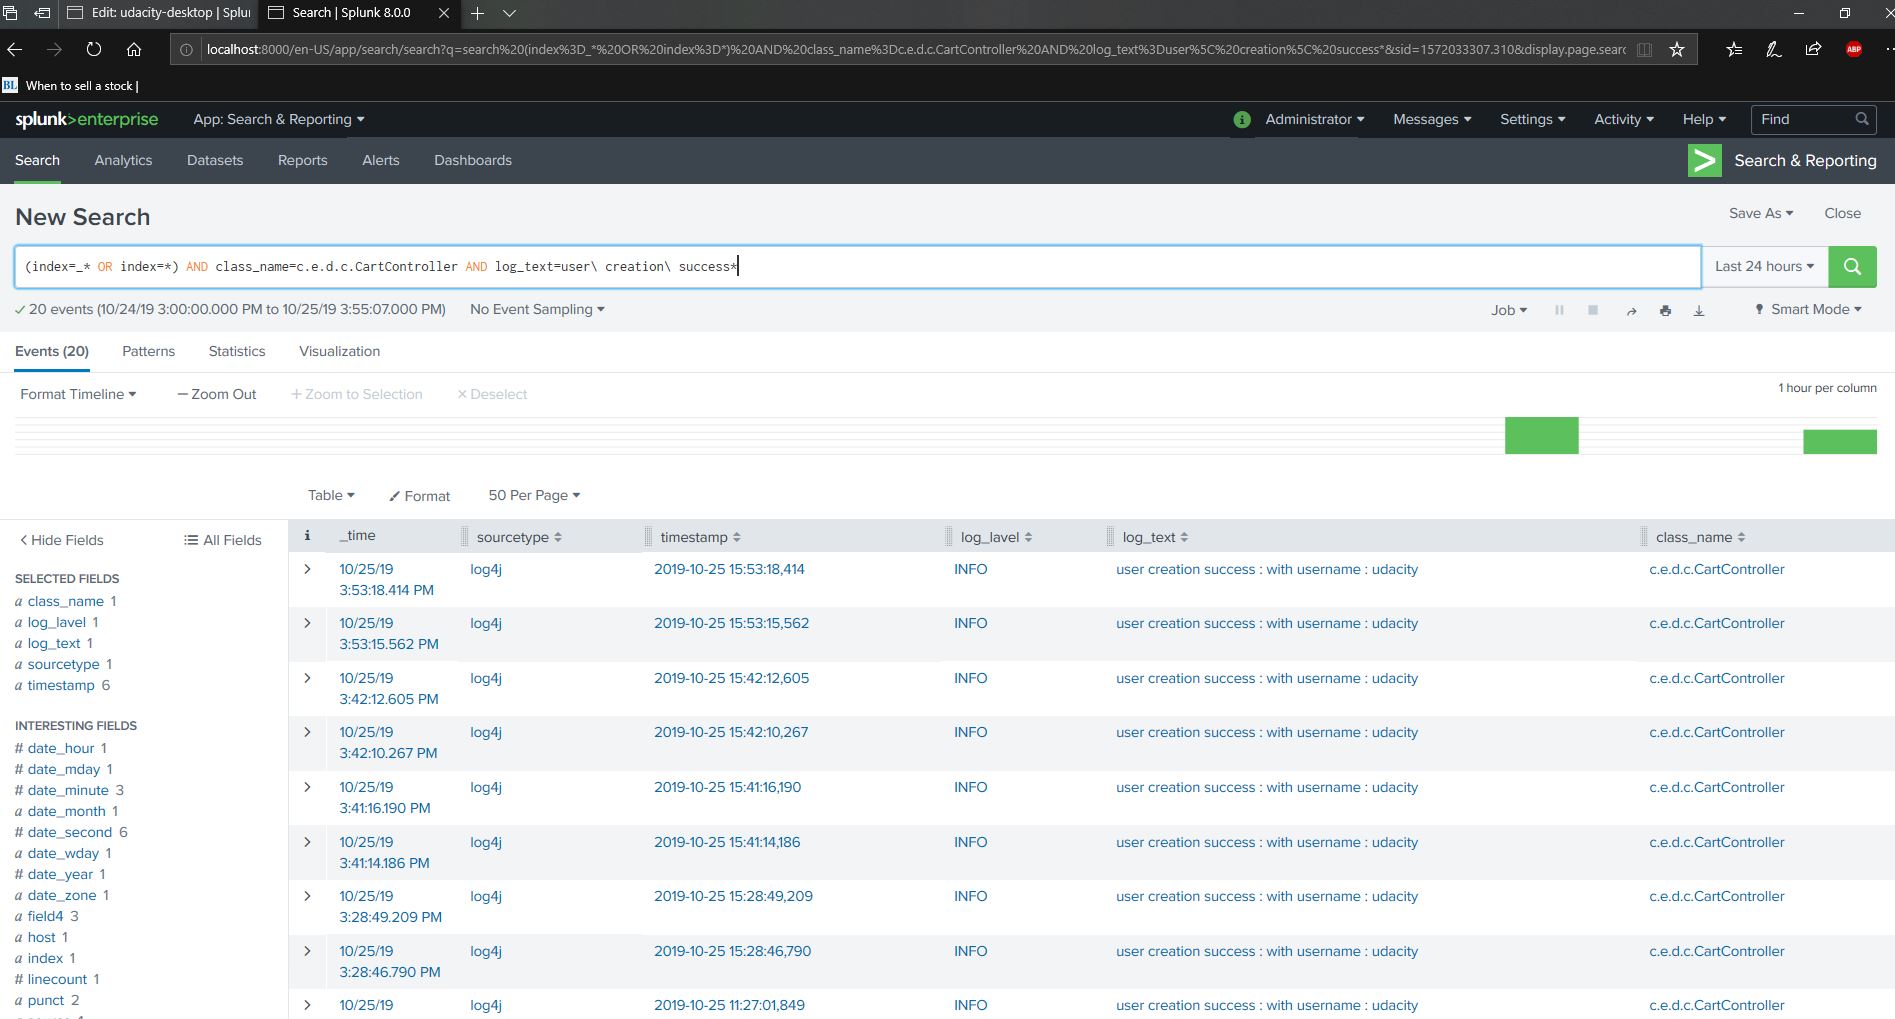 Edit: udacity-desktop | Splu
Search | Splunk 8.0.0
localhost:8000/en-US/app/search/search?q=search%20(index%3D_*%20OR%20index%3D*)%20AND%20class_name%3Dc.e.d.c.CartController%20AND%20log_text%3Duser%5C%20creation%5C%20success*&sid=1572033307.310&display.page.searc
ABP
BL When to sell a stock |
splunk>enterprise App: Search & Reporting
i Administrator Messages Settings Activity Help Find
Search Analytics Datasets Reports Alerts Dashboards
> Search & Reporting
New Search
Save As Close
(index=_* OR index=*) AND class_name=c.e.d.c.CartController AND log_text=user\ creation\ success*
Last 24 hours
20 events (10/24/19 3:00:00.000 PM to 10/25/19 3:55:07.000 PM) No Event Sampling
Job Smart Mode
Events (20) Patterns Statistics Visualization
Format Timeline — Zoom Out + Zoom to Selection × Deselect
1 hour per column
Table Format 50 Per Page
< Hide Fields All Fields
SELECTED FIELDS
a class_name 1
a log_lavel 1
a log_text 1
a sourcetype 1
a timestamp 6
INTERESTING FIELDS
# date_hour 1
# date_mday 1
# date_minute 3
a date_month 1
# date_second 6
a date_wday 1
# date_year 1
a date_zone 1
a field4 3
a host 1
a index 1
# linecount 1
a punct 2
i _time sourcetype timestamp log_lavel log_text class_name
> 10/25/19 log4j 2019-10-25 15:53:18,414 INFO user creation success : with username : udacity c.e.d.c.CartController
3:53:18.414 PM
> 10/25/19 log4j 2019-10-25 15:53:15,562 INFO user creation success : with username : udacity c.e.d.c.CartController
3:53:15.562 PM
> 10/25/19 log4j 2019-10-25 15:42:12,605 INFO user creation success : with username : udacity c.e.d.c.CartController
3:42:12.605 PM
> 10/25/19 log4j 2019-10-25 15:42:10,267 INFO user creation success : with username : udacity c.e.d.c.CartController
3:42:10.267 PM
> 10/25/19 log4j 2019-10-25 15:41:16,190 INFO user creation success : with username : udacity c.e.d.c.CartController
3:41:16.190 PM
> 10/25/19 log4j 2019-10-25 15:41:14,186 INFO user creation success : with username : udacity c.e.d.c.CartController
3:41:14.186 PM
> 10/25/19 log4j 2019-10-25 15:28:49,209 INFO user creation success : with username : udacity c.e.d.c.CartController
3:28:49.209 PM
> 10/25/19 log4j 2019-10-25 15:28:46,790 INFO user creation success : with username : udacity c.e.d.c.CartController
3:28:46.790 PM
> 10/25/19 log4j 2019-10-25 11:27:01,849 INFO user creation success : with username : udacity c.e.d.c.CartController